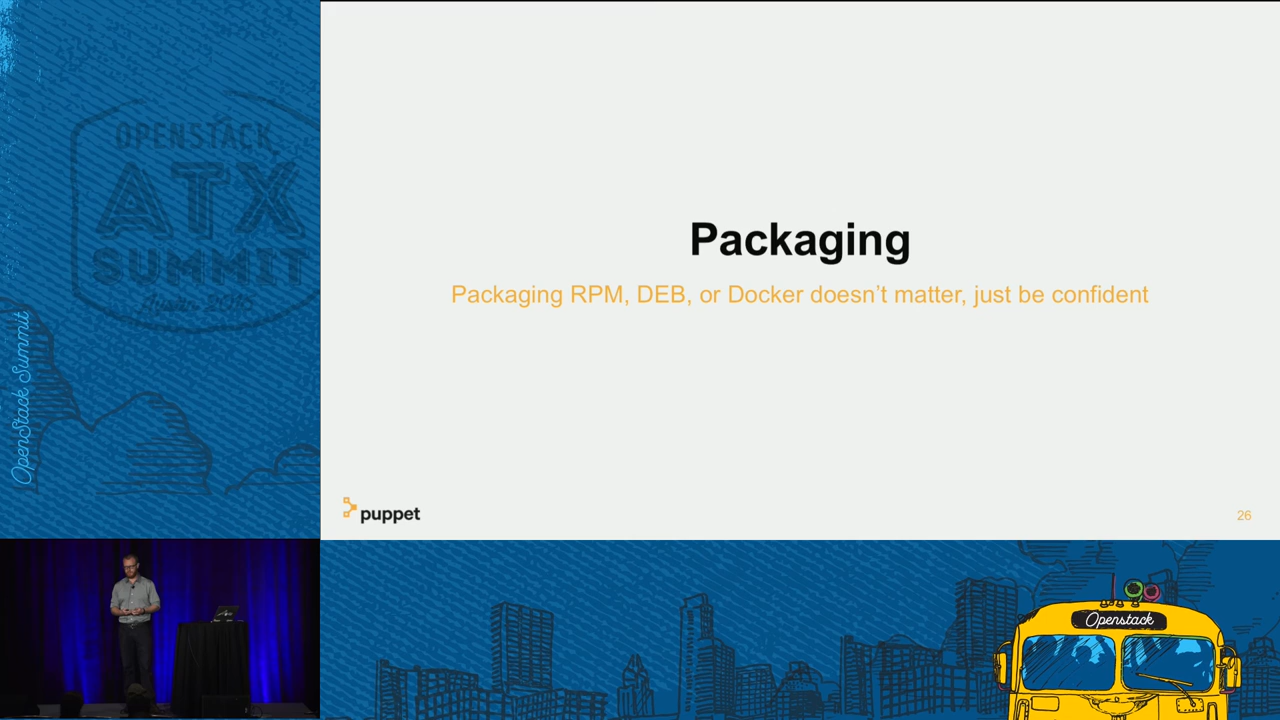 OPENSTACK
ATX
SUMMIT
Austin 2016
OpenStack Summit
Packaging
Packaging RPM, DEB, or Docker doesn’t matter, just be confident
puppet
26
Openstack